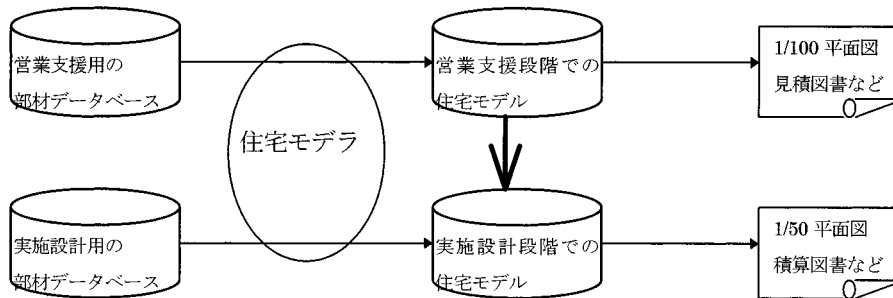 営業支援用の
部材データベース
住宅モデラ
営業支援段階での
住宅モデル
1/100 平面図
見積図書など
実施設計用の
部材データベース
実施設計段階での
住宅モデル
1/50 平面図
積算図書など